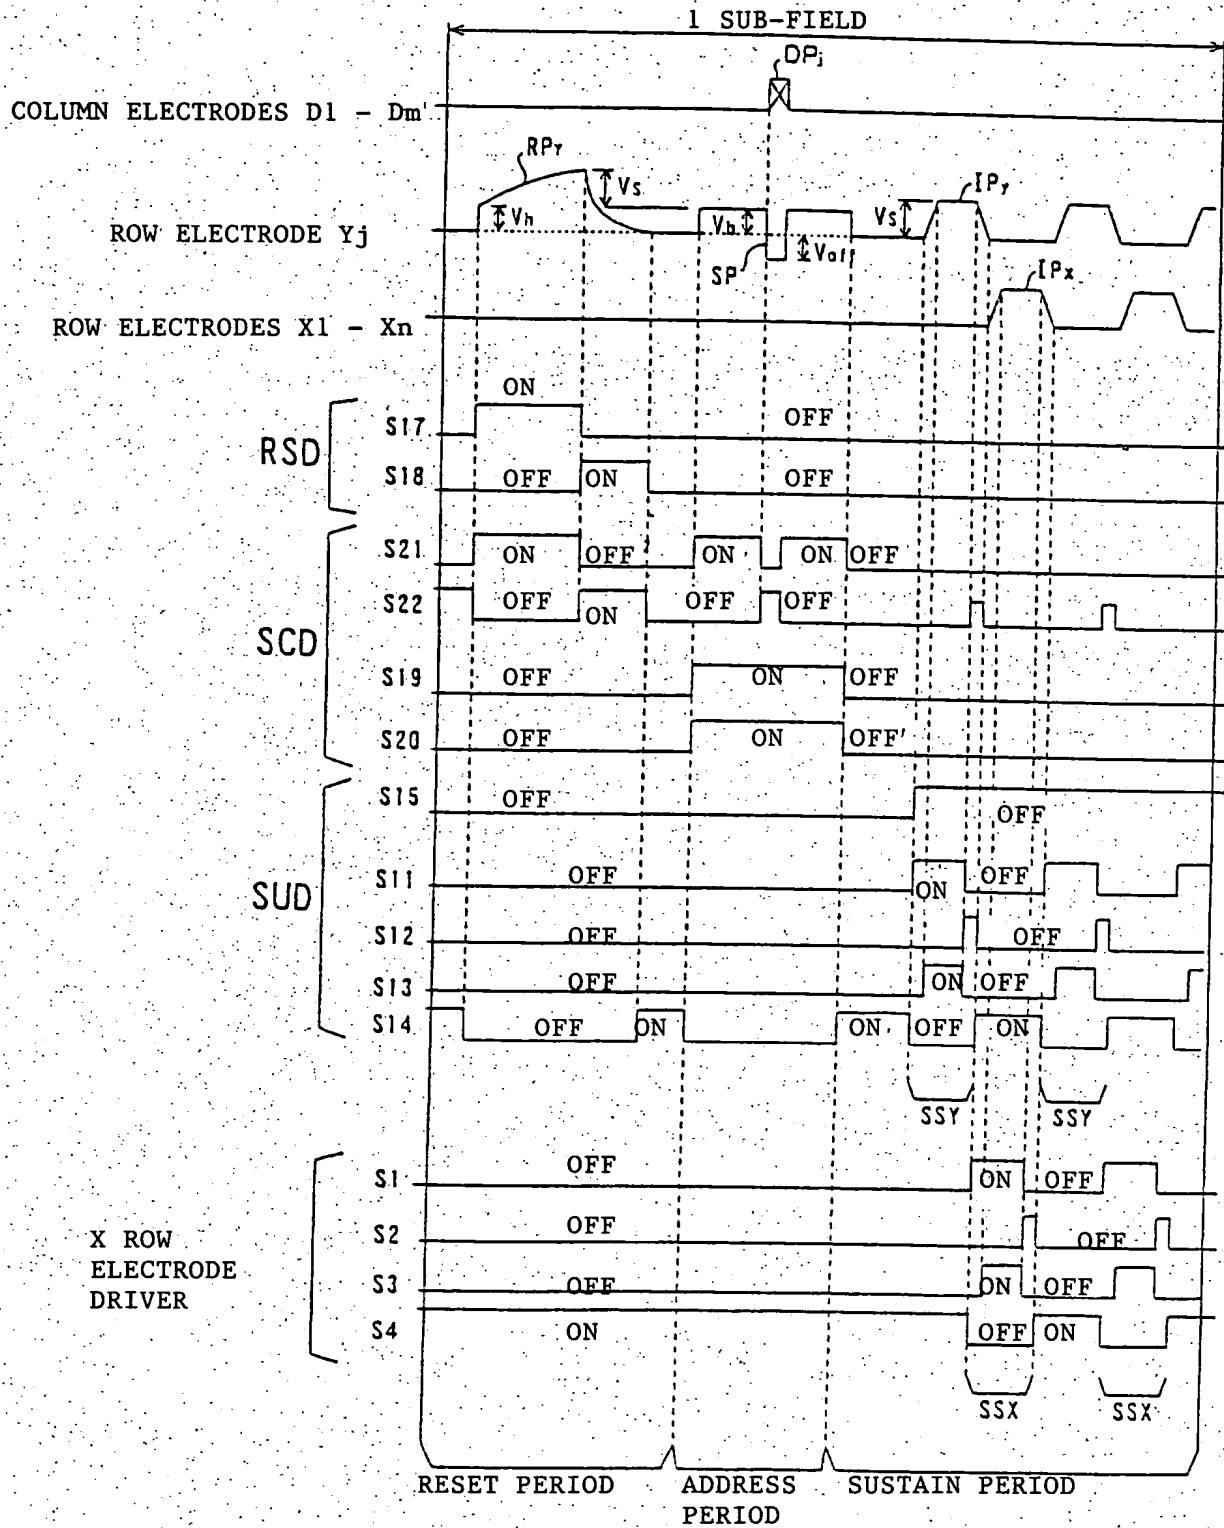 1 SUB-FIELD
DPj
COLUMN ELECTRODES D1 - Dm'
RPY
Vs
IPY
Vh
Vh
Vs
ROW ELECTRODE Yj
SP
Voff
IPX
ROW ELECTRODES X1 - Xn
ON
RSD
S17
OFF
S18
OFF
ON
OFF
S21
ON
OFF
ON
ON
OFF
S22
OFF
ON
OFF
OFF
SCD
S19
OFF
ON
OFF
S20
OFF
ON
OFF'
S15
OFF
OFF
SUD
S11
OFF
ON
OFF
S12
OFF
OFF
S13
OFF
ON
OFF
S14
OFF
ON
ON
OFF
ON
SSY
SSY
S1
OFF
ON
OFF
S2
OFF
OFF
X ROW
ELECTRODE
DRIVER
S3
OFF
ON
OFF
S4
ON
OFF
ON
SSX
SSX
RESET PERIOD
ADDRESS
PERIOD
SUSTAIN PERIOD